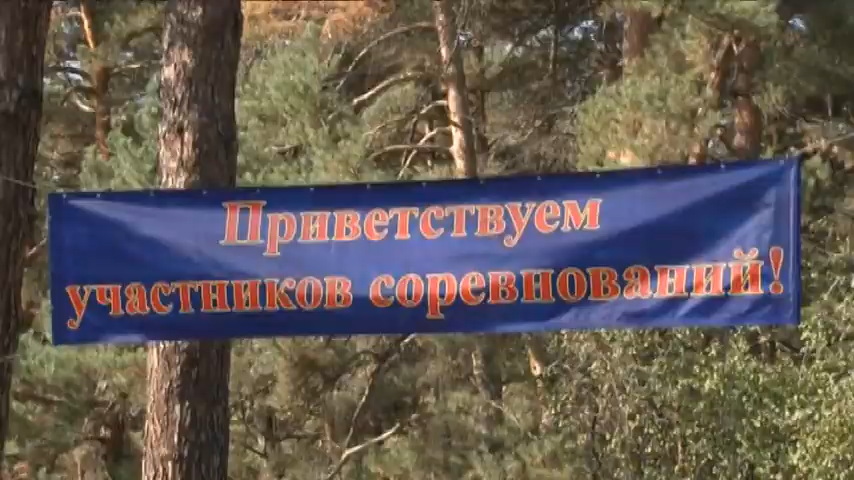 Приветствуем
участников соревнований!